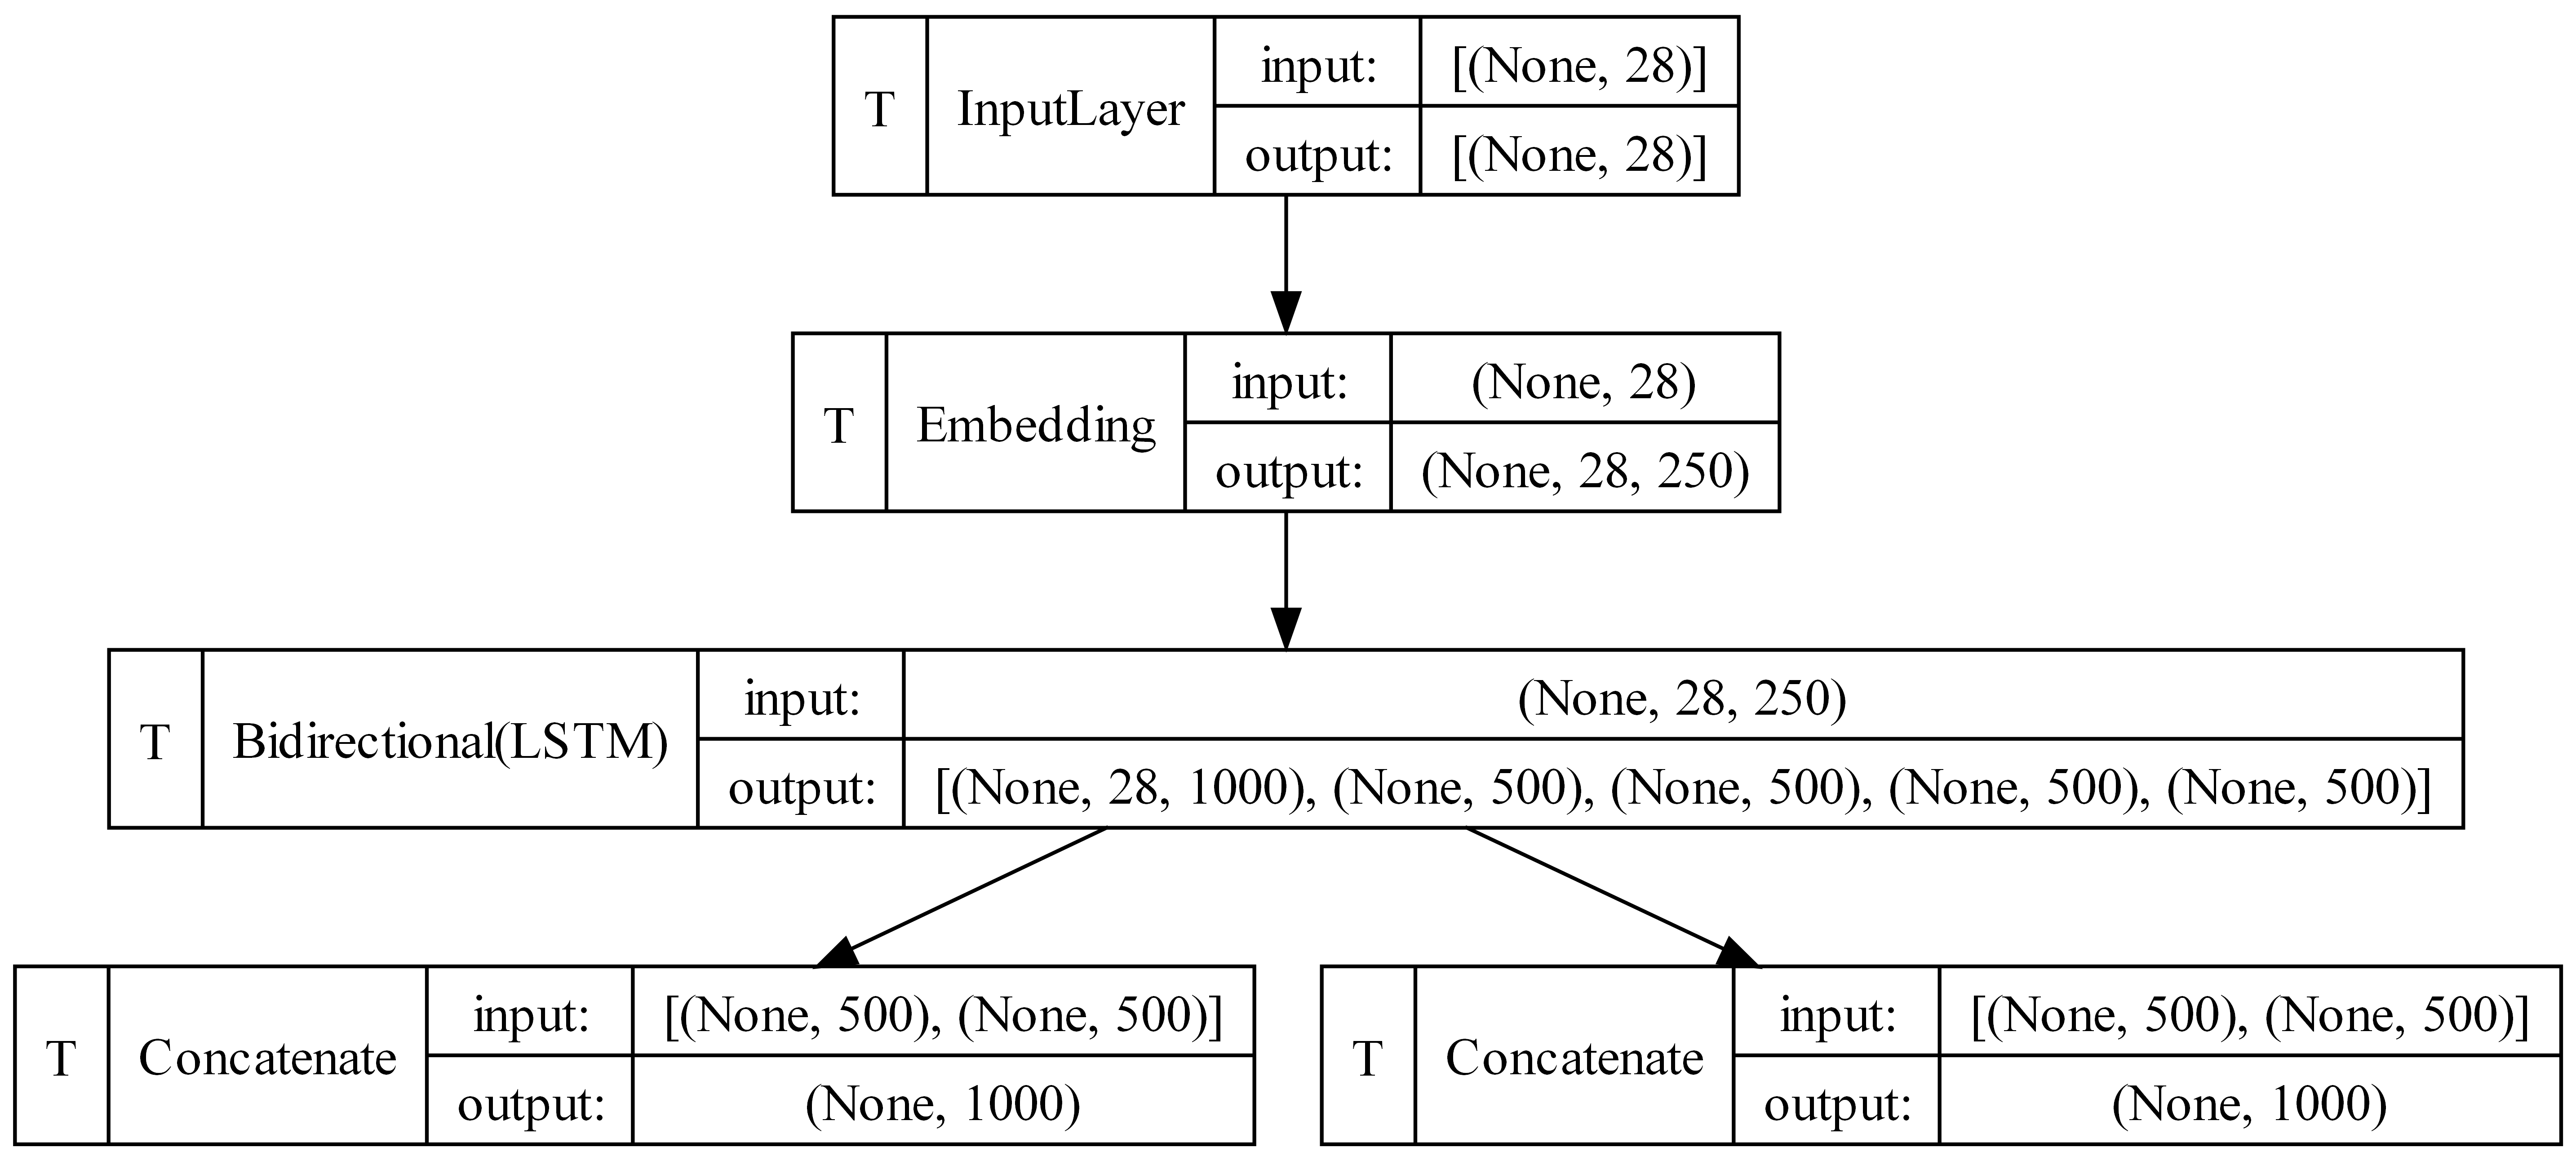 T InputLayer input: [(None, 28)]
output: [(None, 28)]
T Embedding input: (None, 28)
output: (None, 28, 250)
T Bidirectional(LSTM) input: (None, 28, 250)
output: [(None, 28, 1000), (None, 500), (None, 500), (None, 500), (None, 500)]
T Concatenate input: [(None, 500), (None, 500)]
output: (None, 1000)
T Concatenate input: [(None, 500), (None, 500)]
output: (None, 1000)